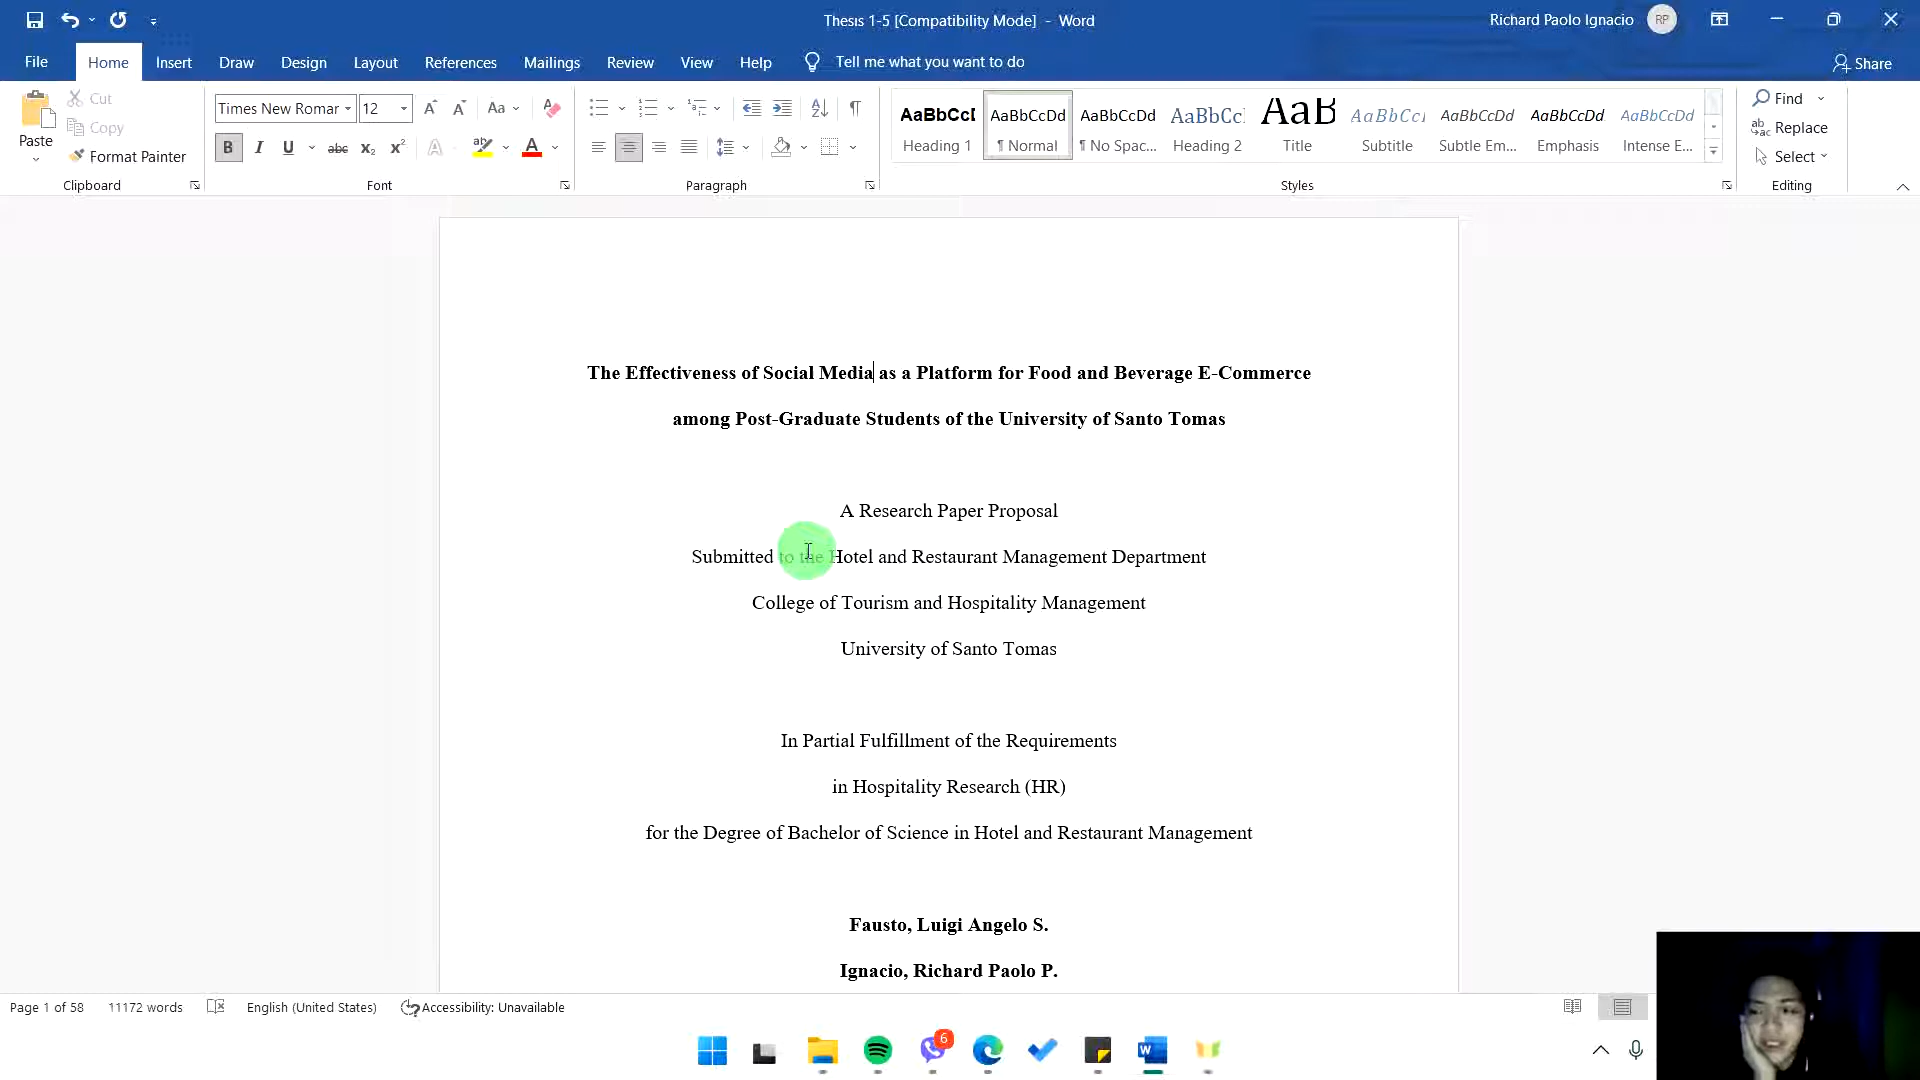 Thesis 1-5 [Compatibility Mode] - Word
Richard Paolo Ignacio
RP
File
Home
Insert
Draw
Design
Layout
References
Mailings
Review
View
Help
Tell me what you want to do
Share
Paste
Cut
Copy
Format Painter
Clipboard
Times New Romar
12
Aa
B
I
U
abc
x₂
x²
A
A
Font
Paragraph
AaBbCcI
Heading 1
AaBbCcDd
¶ Normal
AaBbCcDd
¶ No Spac...
AaBbCc
Heading 2
AaB
Title
AaBbCcI
Subtitle
AaBbCcDd
Subtle Em...
AaBbCcDd
Emphasis
AaBbCcDd
Intense E...
Styles
Find
Replace
Select
Editing
The Effectiveness of Social Media as a Platform for Food and Beverage E-Commerce
among Post-Graduate Students of the University of Santo Tomas
A Research Paper Proposal
Submitted to the Hotel and Restaurant Management Department
College of Tourism and Hospitality Management
University of Santo Tomas
In Partial Fulfillment of the Requirements
in Hospitality Research (HR)
for the Degree of Bachelor of Science in Hotel and Restaurant Management
Fausto, Luigi Angelo S.
Ignacio, Richard Paolo P.
Page 1 of 58
11172 words
English (United States)
Accessibility: Unavailable
6
W